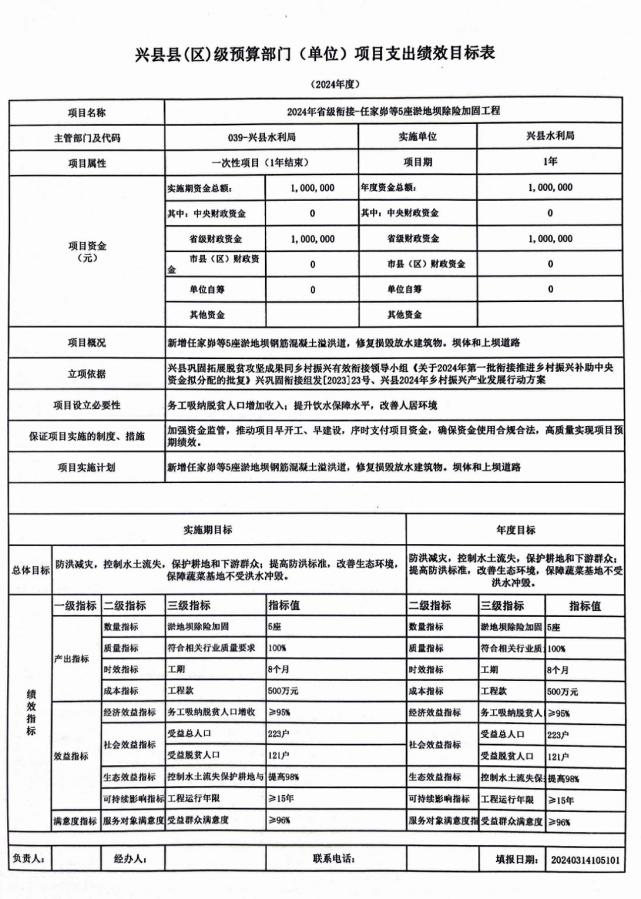 兴县县(区)级预算部门（单位）项目支出绩效目标表
（2024年度）
项目名称 2024年省级衔接-任家峁等5座淤地坝除险加固工程
主管部门及代码 039-兴县水利局 实施单位 兴县水利局
项目属性 一次性项目（1年结束） 项目期 1年
项目资金
（元）
实施期资金总额： 1,000,000 年度资金总额： 1,000,000
其中：中央财政资金 0 其中：中央财政资金 0
省级财政资金 1,000,000 省级财政资金 1,000,000
市县（区）财政资金 0 市县（区）财政资金 0
单位自筹 0 单位自筹 0
其他资金 其他资金
项目概况 新增任家峁等5座淤地坝钢筋混凝土溢洪道，修复损毁放水建筑物。坝体和上坝道路
立项依据 兴县巩固拓展脱贫攻坚成果同乡村振兴有效衔接领导小组《关于2024年第一批衔接推进乡村振兴补助中央
资金拟分配的批复》兴巩固衔接组发[2023]23号、兴县2024年乡村振兴产业发展行动方案
项目设立必要性 务工吸纳脱贫人口增加收入；提升饮水保障水平，改善人居环境
保证项目实施的制度、措施 加强资金监管，推动项目早开工、早建设，序时支付项目资金，确保资金使用合规合法，高质量实现项目预
期绩效。
项目实施计划 新增任家峁等5座淤地坝钢筋混凝土溢洪道，修复损毁放水建筑物。坝体和上坝道路
实施期目标 年度目标
总体目标 防洪减灾，控制水土流失，保护耕地和下游群众；提高防洪标准，改善生态环境，
保障蔬菜基地不受洪水冲毁。
防洪减灾，控制水土流失，保护耕地和下游群众；
提高防洪标准，改善生态环境，保障蔬菜基地不受
洪水冲毁。
绩效指标
一级指标 二级指标 三级指标 指标值 二级指标 三级指标 指标值
产出指标
数量指标 淤地坝除险加固 5座 数量指标 淤地坝除险加固 5座
质量指标 符合相关行业质量要求 100% 质量指标 符合相关行业质 100%
时效指标 工期 8个月 时效指标 工期 8个月
成本指标 工程款 500万元 成本指标 工程款 500万元
效益指标
经济效益指标 务工吸纳脱贫人口增收 ≥95% 经济效益指标 务工吸纳脱贫人 ≥95%
社会效益指标 受益总人口 223户 社会效益指标 受益总人口 223户
受益脱贫人口 121户 受益脱贫人口 121户
生态效益指标 控制水土流失保护耕地与 提高98% 生态效益指标 控制水土流失保 提高98%
可持续影响指标 工程运行年限 ≥15年 可持续影响指标 工程运行年限 ≥15年
满意度指标 服务对象满意度 受益群众满意度 ≥96% 服务对象满意度指 受益群众满意度 ≥96%
负责人： 经办人： 联系电话： 填报日期： 20240314105101